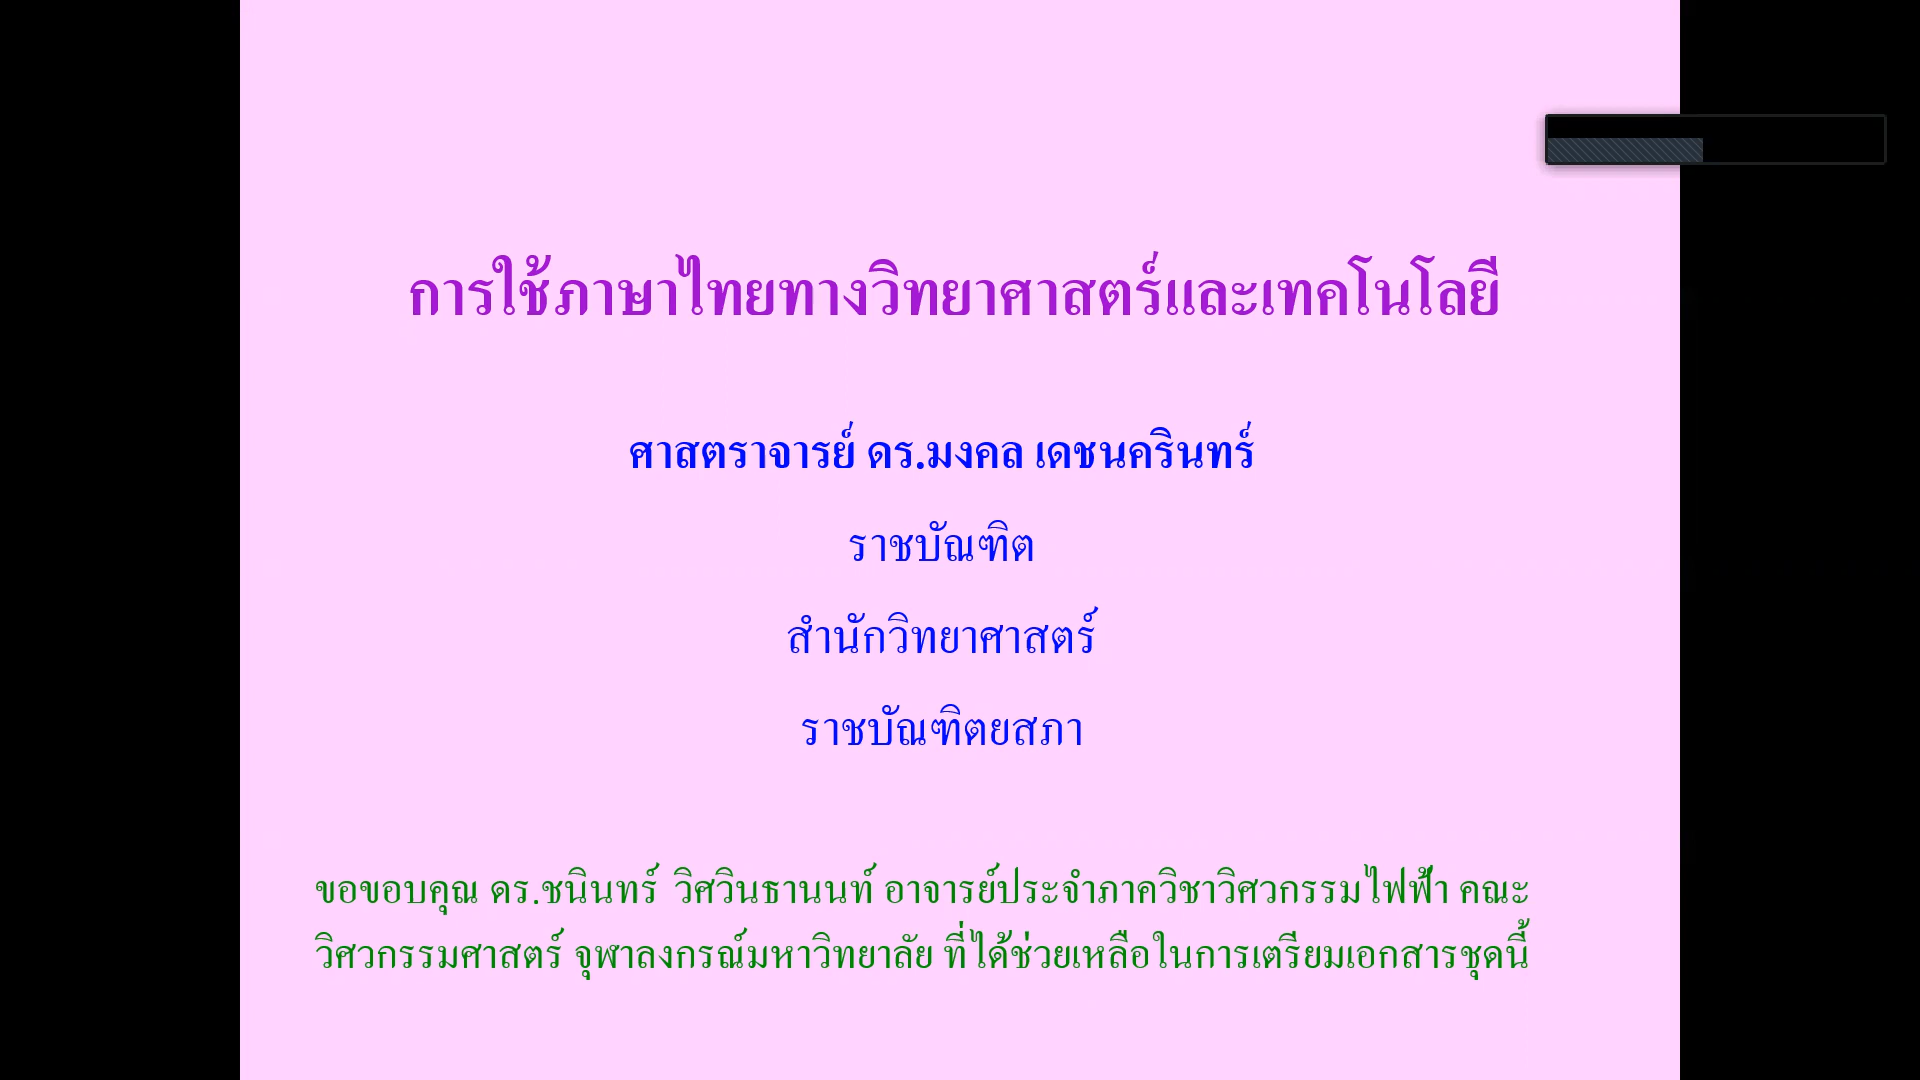 การใช้ภาษาไทยทางวิทยาศาสตร์และเทคโนโลยี
ศาสตราจารย์ ดร.มงคล เดชนครินทร์
ราชบัณฑิต
สำนักวิทยาศาสตร์
ราชบัณฑิตยสภา
ขอขอบคุณ ดร.ชนินทร์ วิศวินธานนท์ อาจารย์ประจำภาควิชาวิศวกรรมไฟฟ้า คณะ
วิศวกรรมศาสตร์ จุฬาลงกรณ์มหาวิทยาลัย ที่ได้ช่วยเหลือในการเตรียมเอกสารชุดนี้